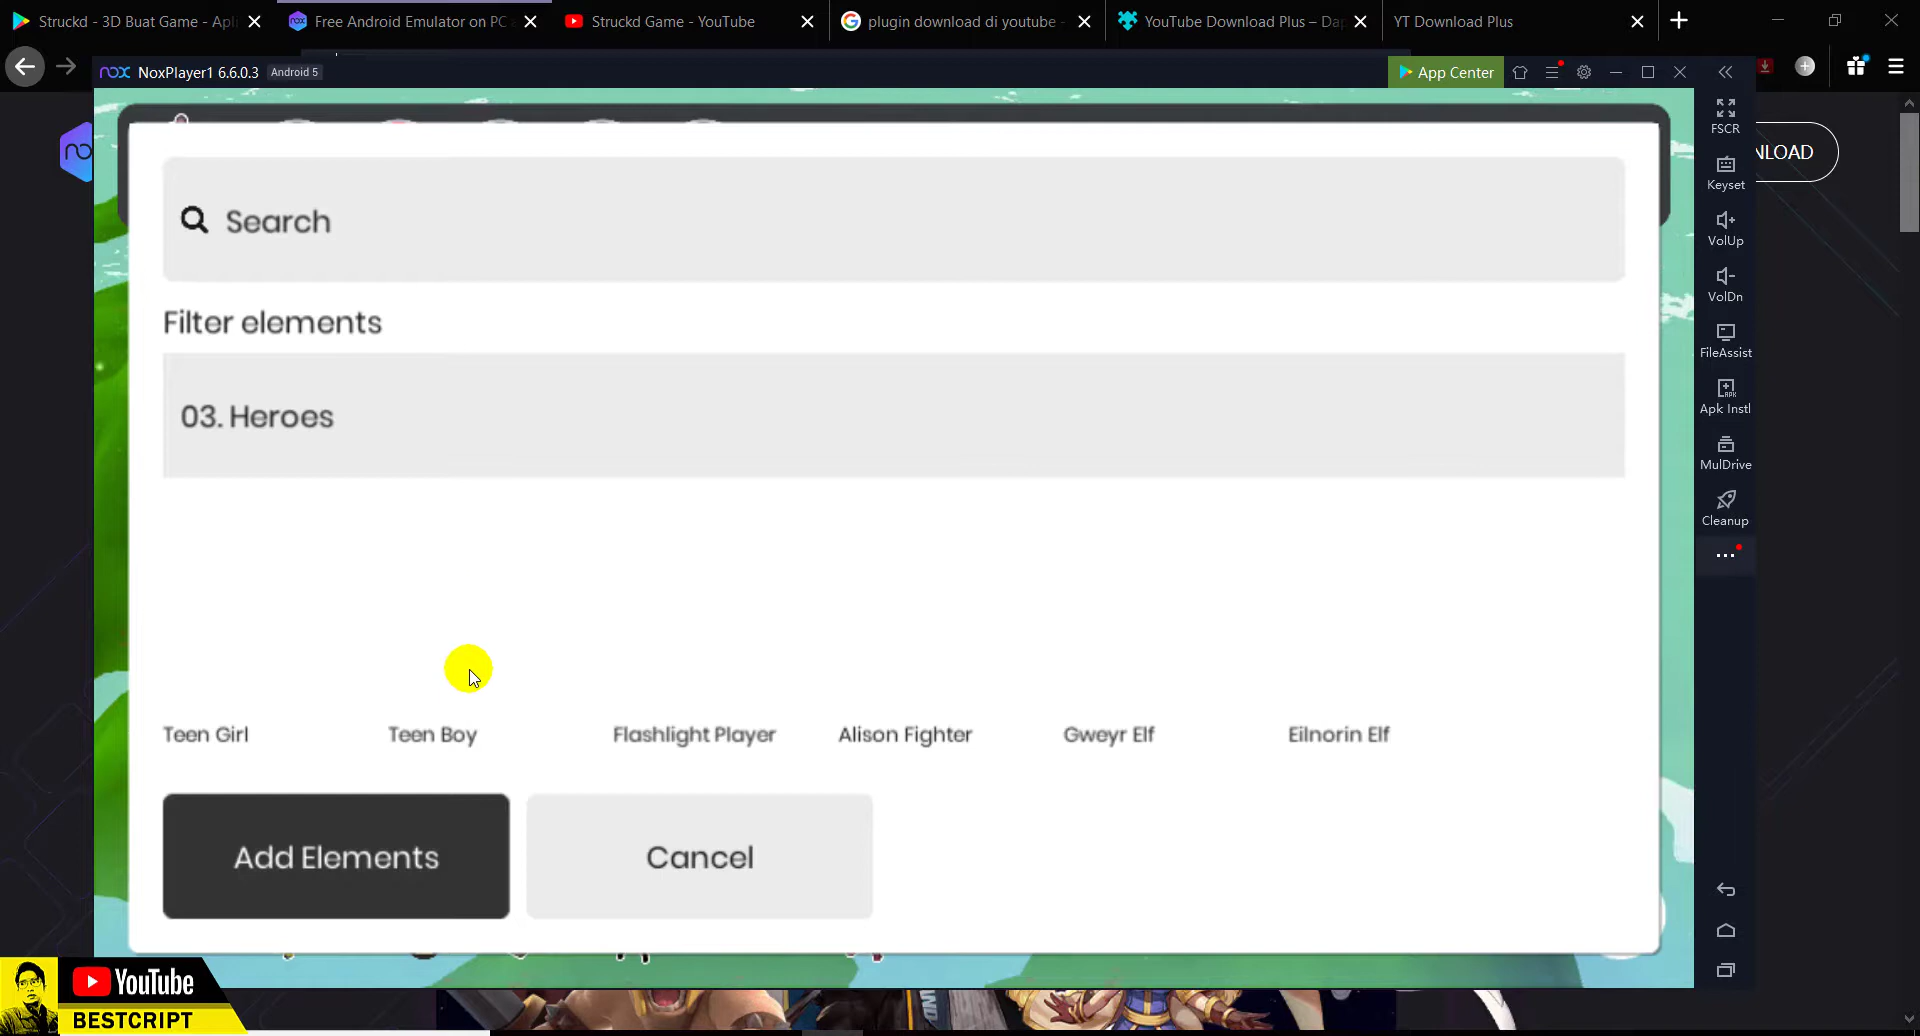 Struckd - 3D Buat Game - Apli
Free Android Emulator on PC a
Struckd Game - YouTube
plugin download di youtube -
YouTube Download Plus – Dap
YT Download Plus
nox NoxPlayer1 6.6.0.3 Android 5
App Center
FSCR
NLOAD
Keyset
VolUp
VolDn
FileAssist
Apk Instl
MulDrive
Cleanup
Search
Filter elements
03. Heroes
Teen Girl
Teen Boy
Flashlight Player
Alison Fighter
Gweyr Elf
Eilnorin Elf
Add Elements
Cancel
YouTube
BESTCRIPT